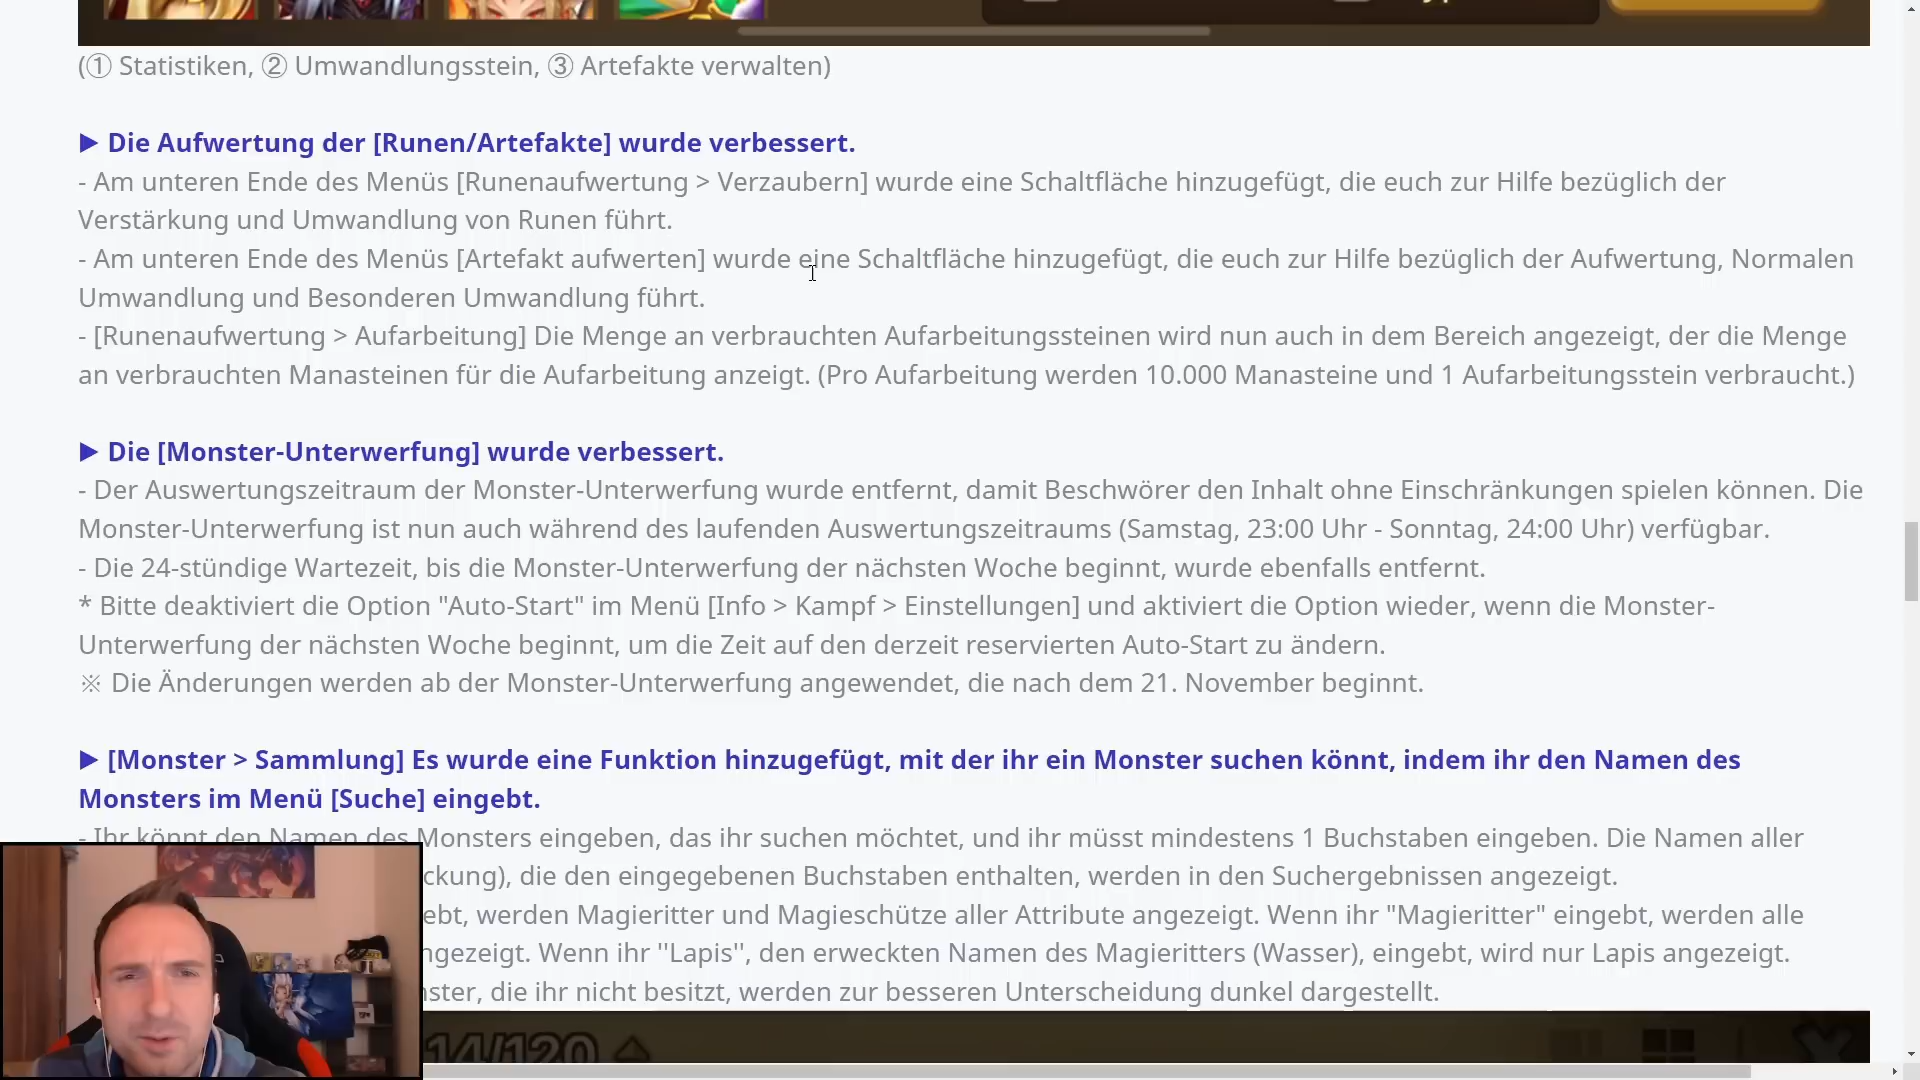 (① Statistiken, ② Umwandlungsstein, ③ Artefakte verwalten)
▶ Die Aufwertung der [Runen/Artefakte] wurde verbessert.
- Am unteren Ende des Menüs [Runenaufwertung > Verzaubern] wurde eine Schaltfläche hinzugefügt, die euch zur Hilfe bezüglich der
Verstärkung und Umwandlung von Runen führt.
- Am unteren Ende des Menüs [Artefakt aufwerten] wurde eine Schaltfläche hinzugefügt, die euch zur Hilfe bezüglich der Aufwertung, Normalen
Umwandlung und Besonderen Umwandlung führt.
- [Runenaufwertung > Aufarbeitung] Die Menge an verbrauchten Aufarbeitungssteinen wird nun auch in dem Bereich angezeigt, der die Menge
an verbrauchten Manasteinen für die Aufarbeitung anzeigt. (Pro Aufarbeitung werden 10.000 Manasteine und 1 Aufarbeitungsstein verbraucht.)
▶ Die [Monster-Unterwerfung] wurde verbessert.
- Der Auswertungszeitraum der Monster-Unterwerfung wurde entfernt, damit Beschwörer den Inhalt ohne Einschränkungen spielen können. Die
Monster-Unterwerfung ist nun auch während des laufenden Auswertungszeitraums (Samstag, 23:00 Uhr - Sonntag, 24:00 Uhr) verfügbar.
- Die 24-stündige Wartezeit, bis die Monster-Unterwerfung der nächsten Woche beginnt, wurde ebenfalls entfernt.
* Bitte deaktiviert die Option "Auto-Start" im Menü [Info > Kampf > Einstellungen] und aktiviert die Option wieder, wenn die Monster-
Unterwerfung der nächsten Woche beginnt, um die Zeit auf den derzeit reservierten Auto-Start zu ändern.
※ Die Änderungen werden ab der Monster-Unterwerfung angewendet, die nach dem 21. November beginnt.
▶ [Monster > Sammlung] Es wurde eine Funktion hinzugefügt, mit der ihr ein Monster suchen könnt, indem ihr den Namen des
Monsters im Menü [Suche] eingebt.
- Ihr könnt den Namen des Monsters eingeben, das ihr suchen möchtet, und ihr müsst mindestens 1 Buchstaben eingeben. Die Namen aller
ckung), die den eingegebenen Buchstaben enthalten, werden in den Suchergebnissen angezeigt.
ebt, werden Magieritter und Magieschütze aller Attribute angezeigt. Wenn ihr "Magieritter" eingebt, werden alle
ngezeigt. Wenn ihr ''Lapis'', den erweckten Namen des Magieritters (Wasser), eingebt, wird nur Lapis angezeigt.
nster, die ihr nicht besitzt, werden zur besseren Unterscheidung dunkel dargestellt.
14/120